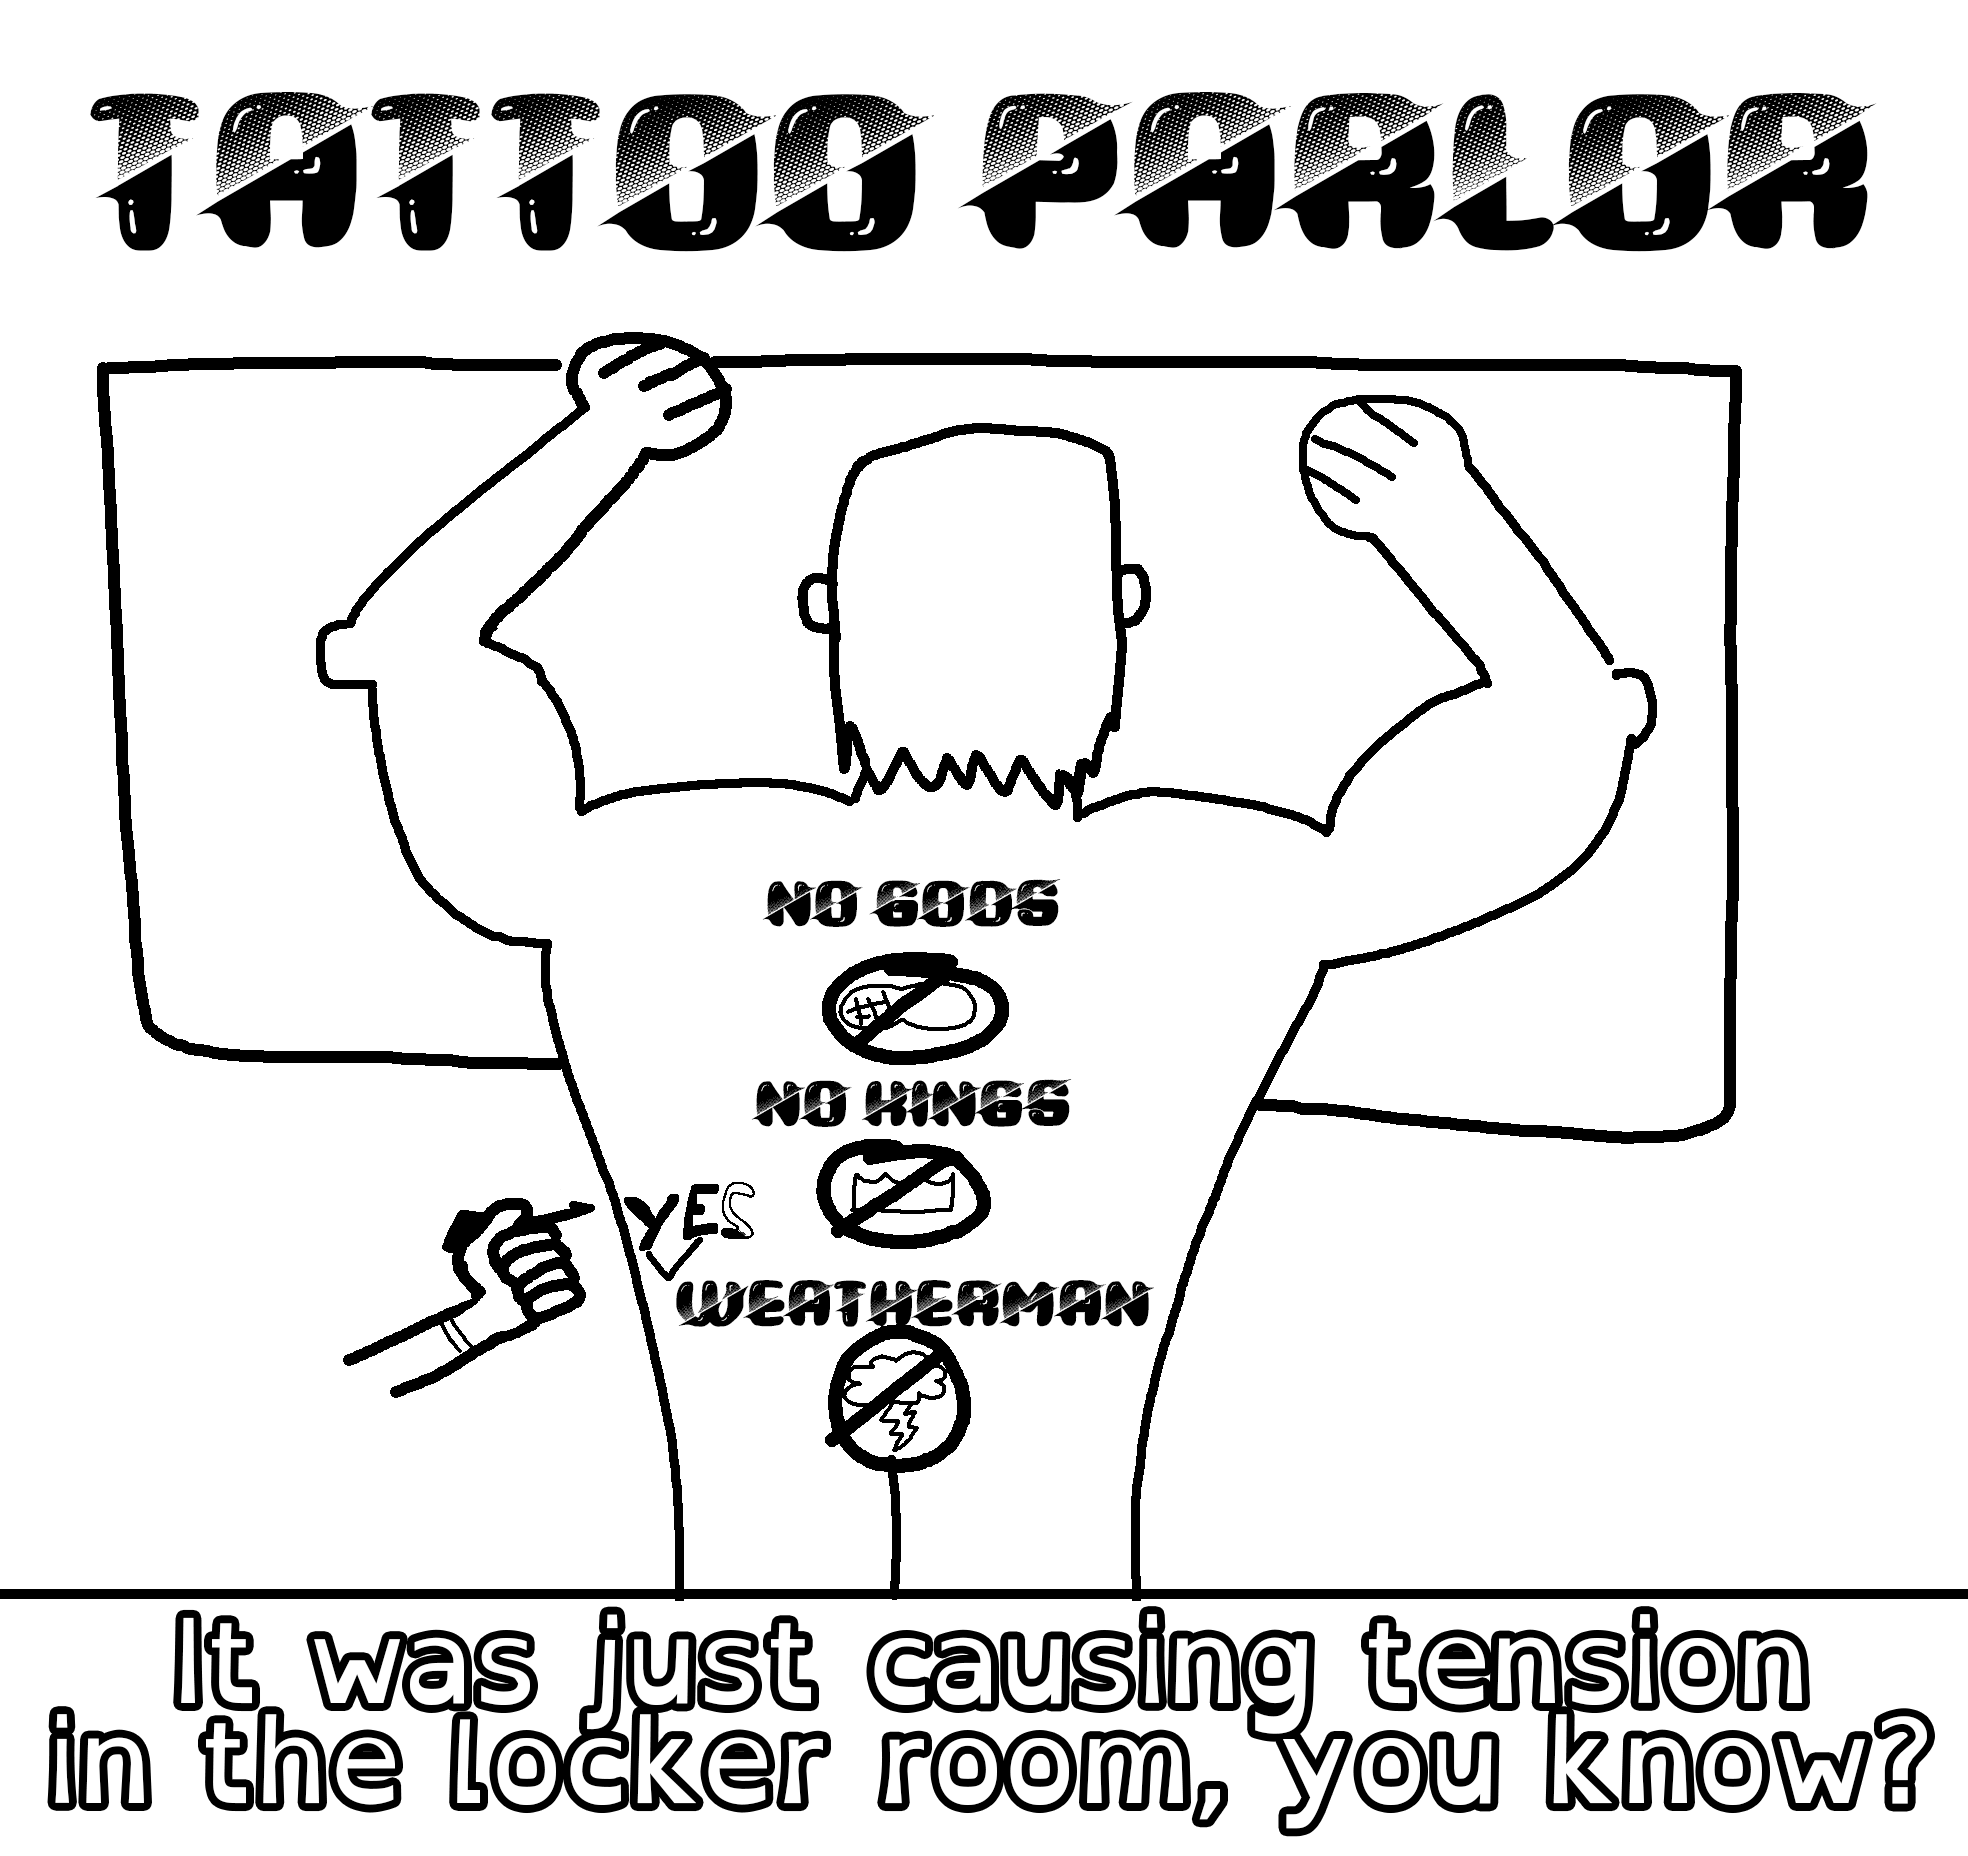 TATTOO PARLOR
NO GODS
NO KINGS
YES
WEATHERMAN
It was just causing tension
in the locker room, you know?